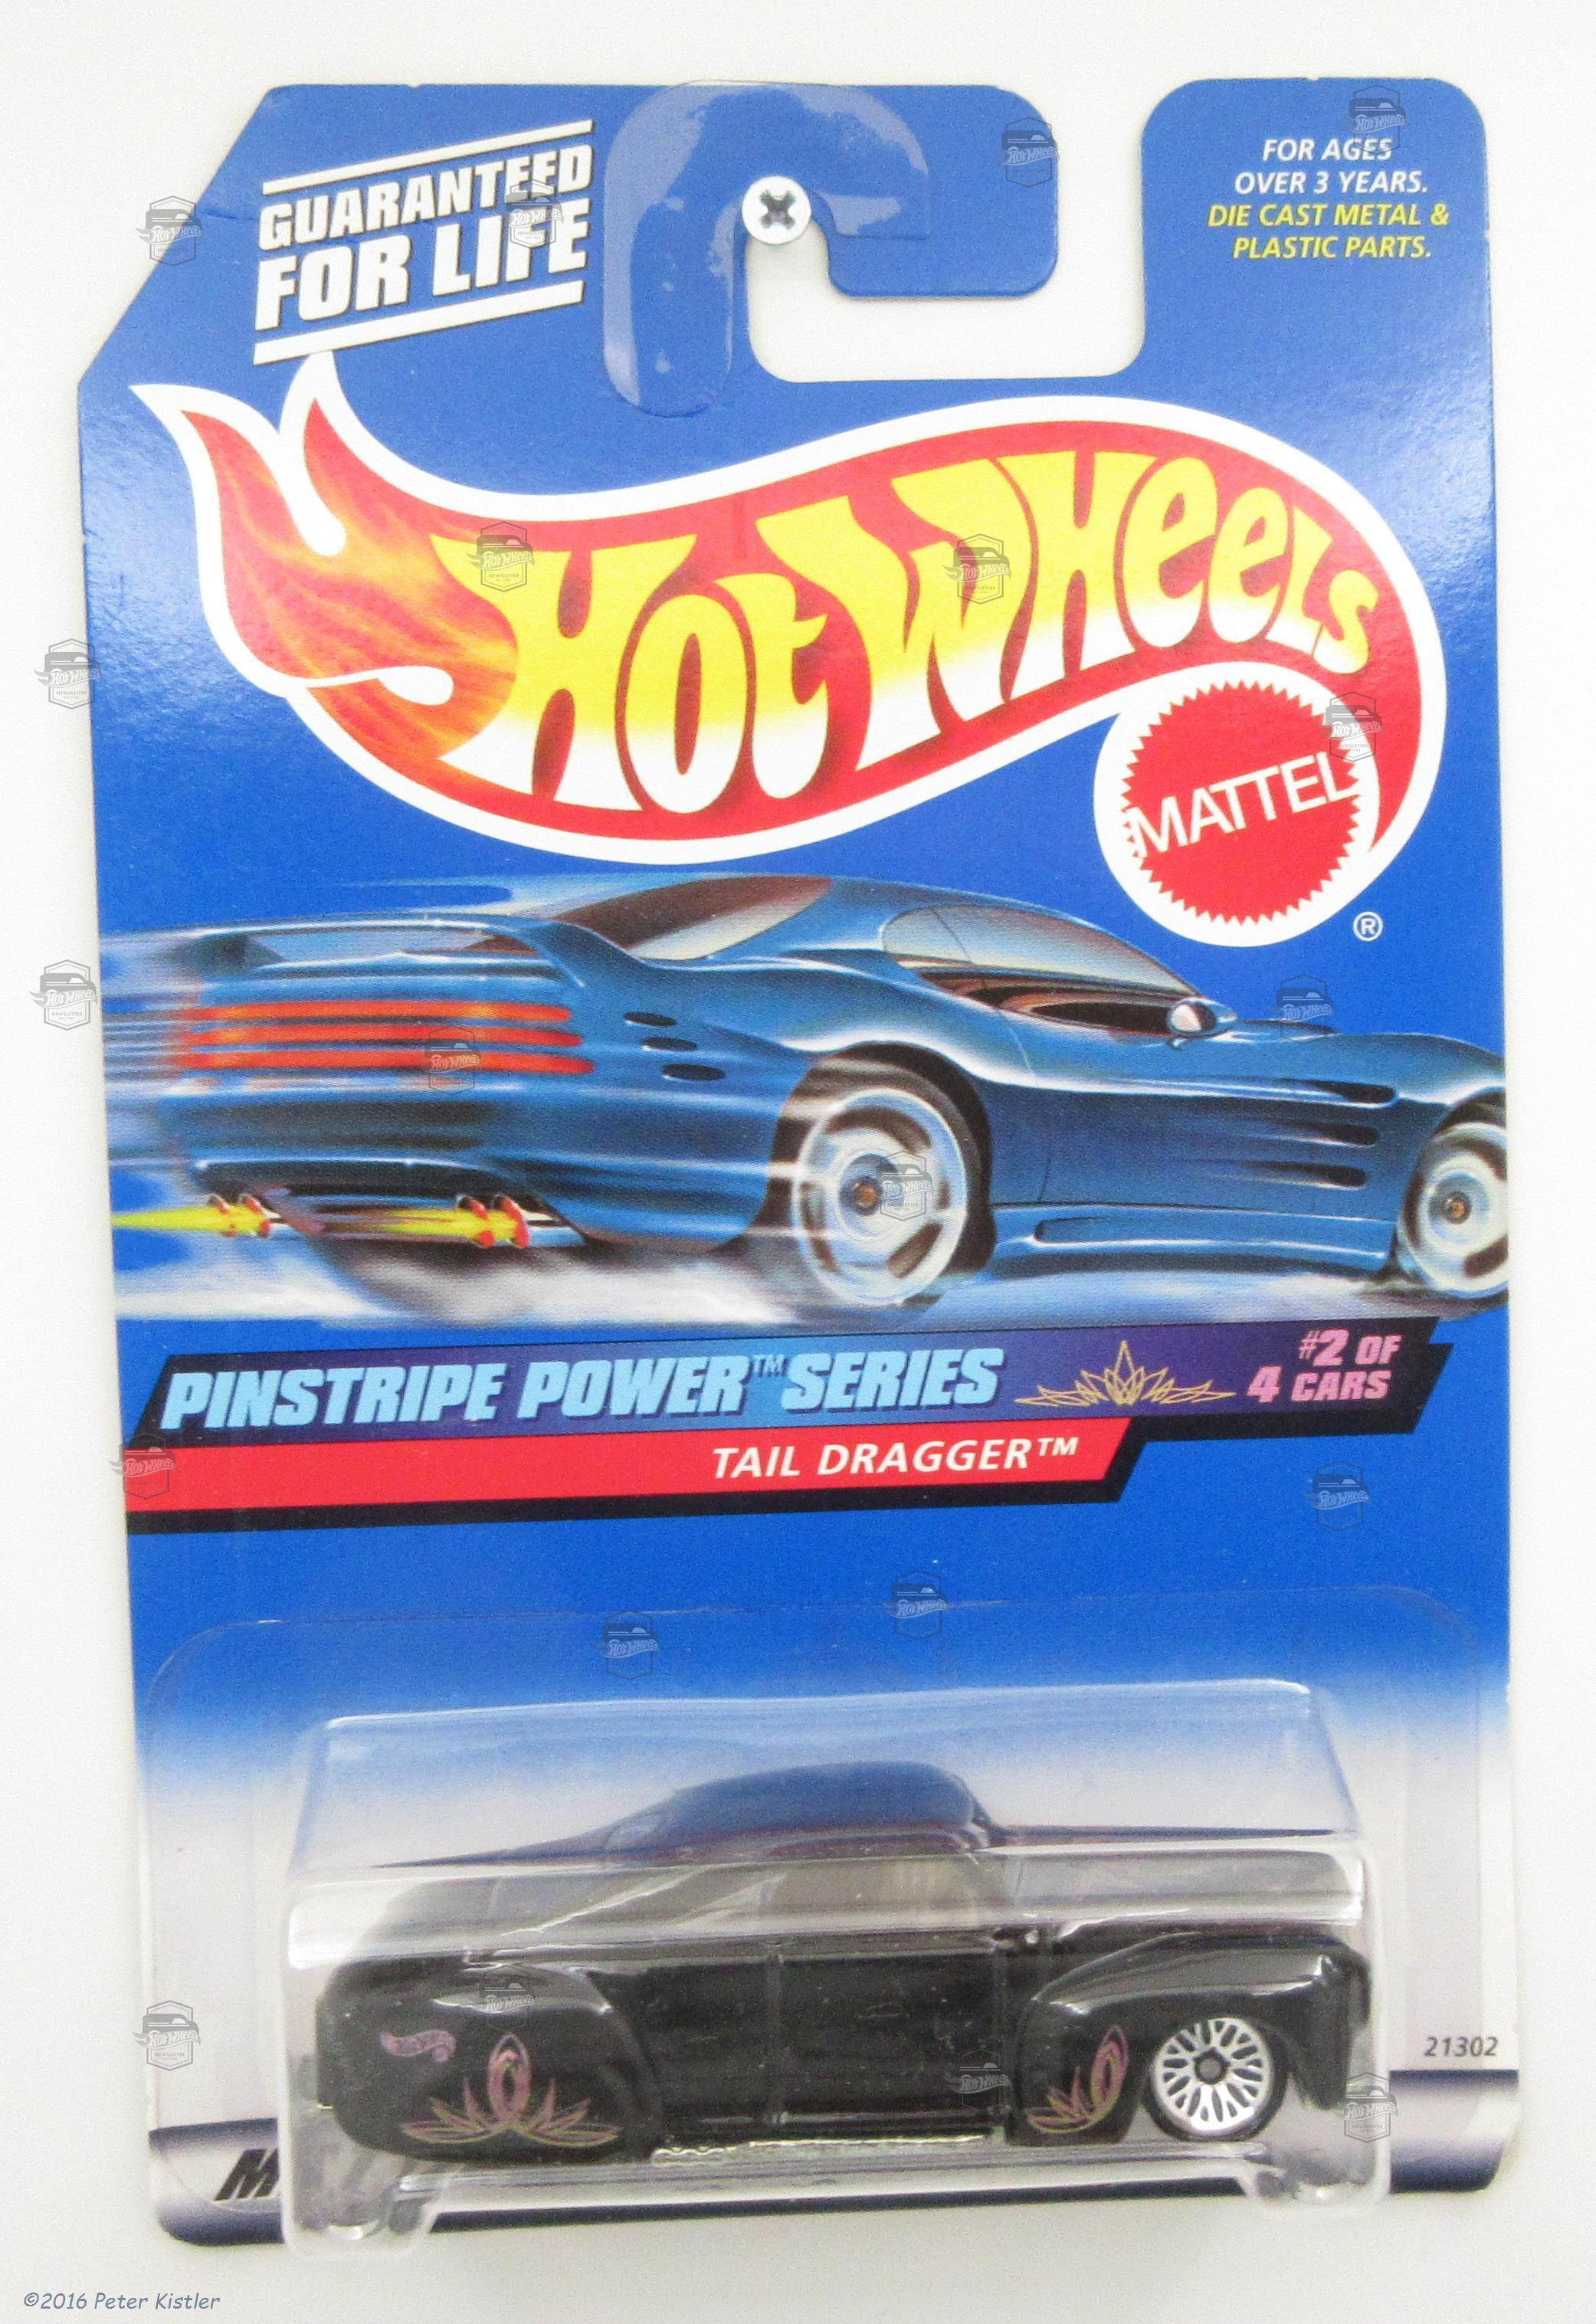 GUARANTEED
FOR LIFE
FOR AGES
OVER 3 YEARS.
DIE CAST METAL &
PLASTIC PARTS.
HOT WHEELS
MATTEL
®
PINSTRIPE POWER™ SERIES
#2 OF
4 CARS
TAIL DRAGGER™
21302
©2016 Peter Kistler